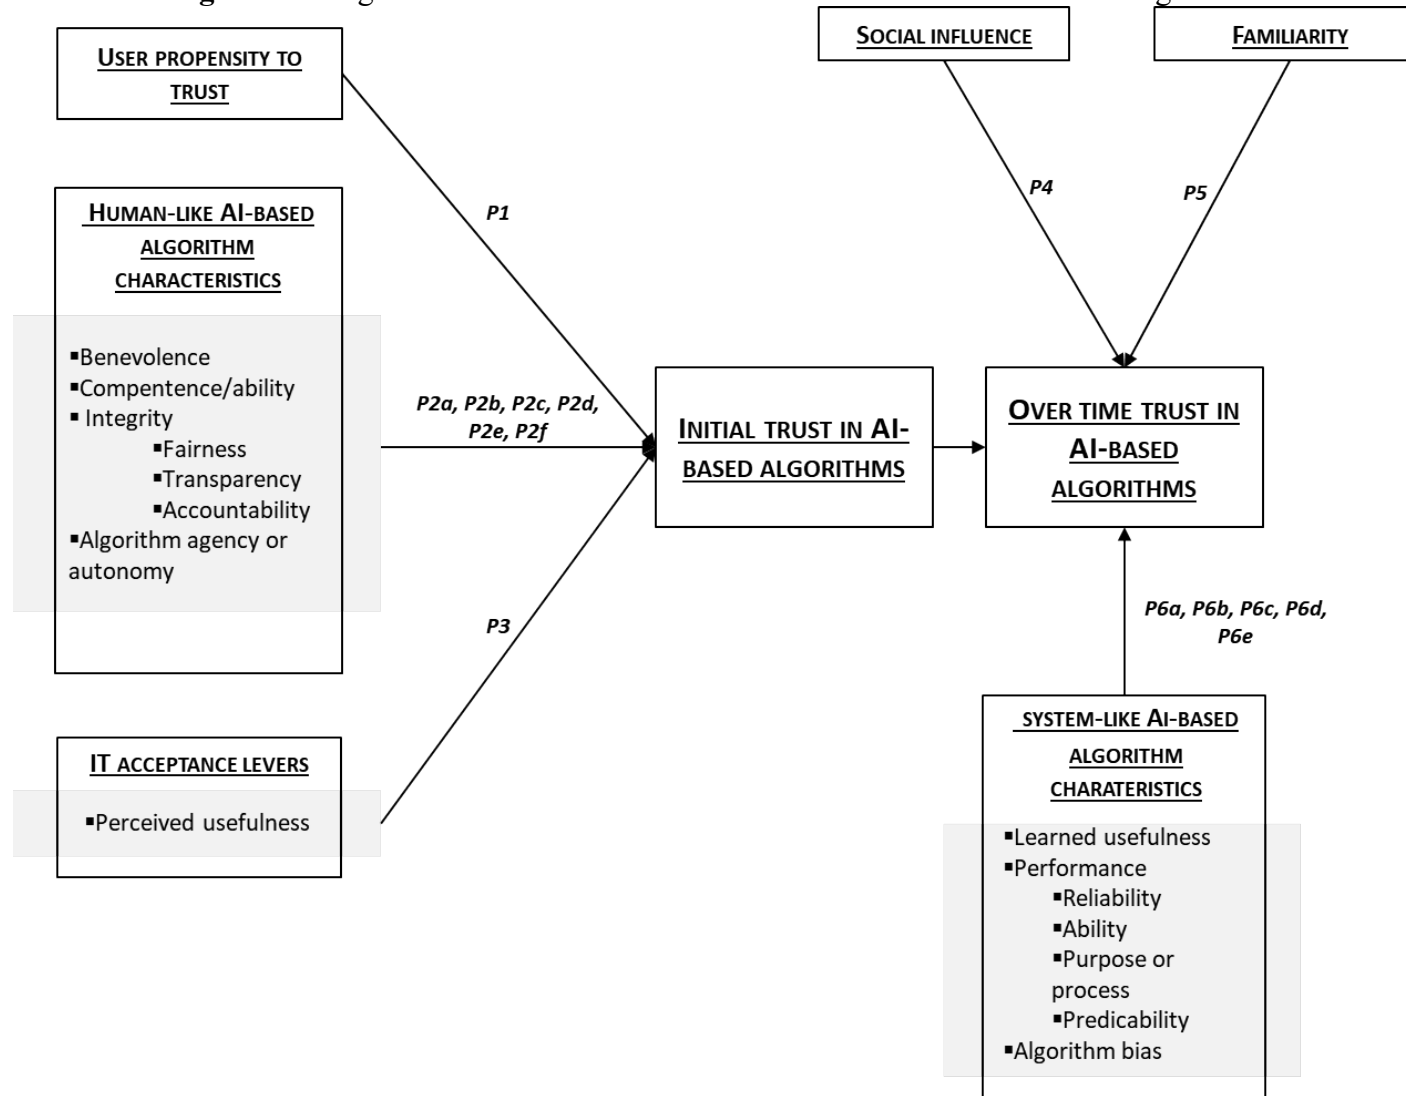 USER PROPENSITY TO
TRUST
SOCIAL INFLUENCE
FAMILIARITY
P1
P4
P5
HUMAN-LIKE AI-BASED
ALGORITHM
CHARACTERISTICS
▪Benevolence
▪Compentence/ability
▪ Integrity
▪Fairness
▪Transparency
▪Accountability
▪Algorithm agency or
autonomy
P2a, P2b, P2c, P2d,
P2e, P2f
INITIAL TRUST IN AI-
BASED ALGORITHMS
OVER TIME TRUST IN
AI-BASED
ALGORITHMS
P3
P6a, P6b, P6c, P6d,
P6e
IT ACCEPTANCE LEVERS
▪Perceived usefulness
SYSTEM-LIKE AI-BASED
ALGORITHM
CHARATERISTICS
▪Learned usefulness
▪Performance
▪Reliability
▪Ability
▪Purpose or
process
▪Predicability
▪Algorithm bias